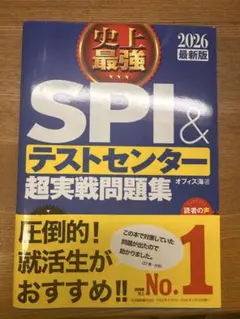 史上
最強
2026
最新版
SPI&
テストセンター
超実戦問題集
オフィス海 著
読者の声
圧倒的!
就活生が
おすすめ!!
この本で対策していた
問題が出たので
助かりました。
No.1